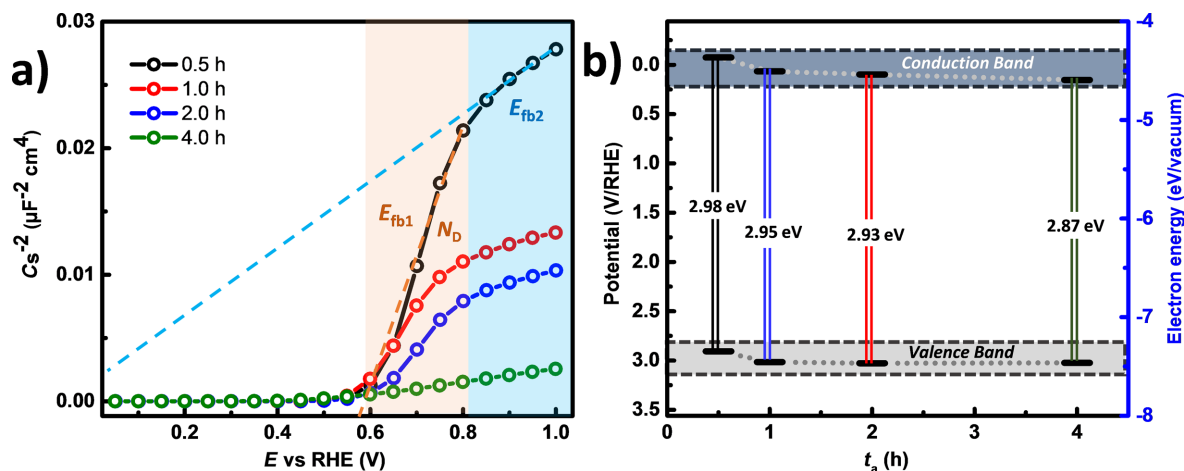 a)
0.5 h
1.0 h
2.0 h
4.0 h
E_fb2
E_fb1
N_D
0.03
0.02
0.01
0.00
Cs⁻² (µF⁻² cm⁴)
0.2
0.4
0.6
0.8
1.0
E vs RHE (V)
b)
Conduction Band
2.98 eV
2.95 eV
2.93 eV
2.87 eV
Valence Band
0.0
0.5
1.0
1.5
2.0
2.5
3.0
3.5
Potential (V/RHE)
0
1
2
3
4
t_a (h)
-4
-5
-6
-7
-8
Electron energy (eV/vacuum)